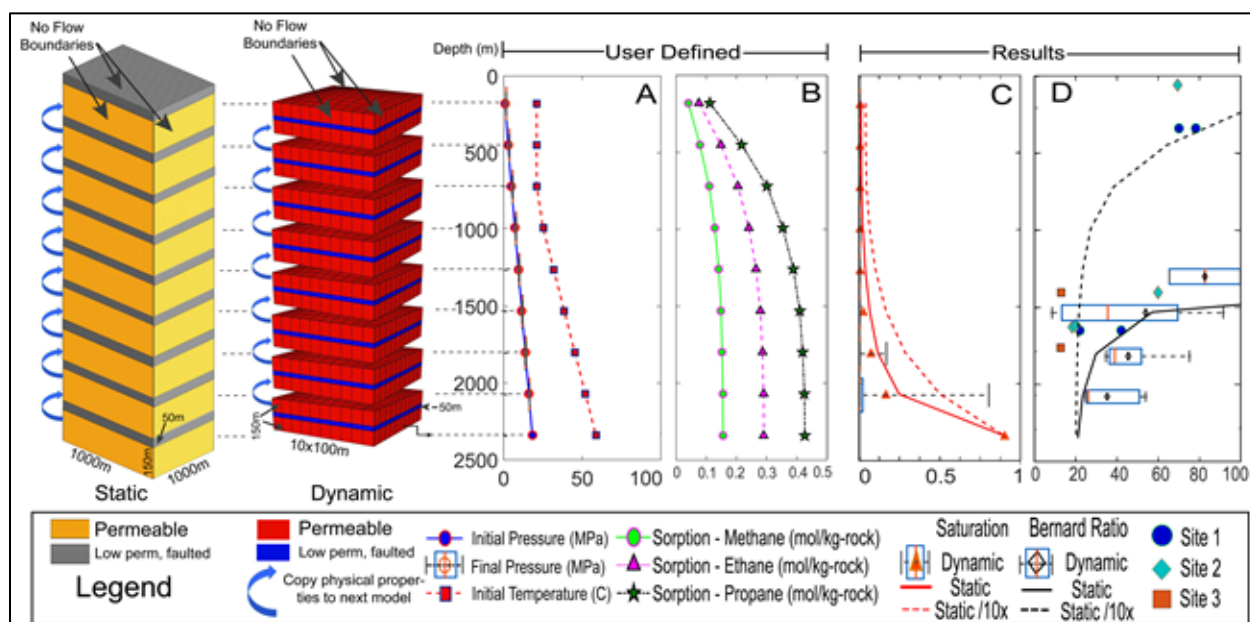 No Flow
Boundaries
No Flow
Boundaries
Depth (m)
User Defined
Results
A
B
C
D
0
500
1000
1500
2000
2500
0
100
0
0.1
0.2
0.3
0.4
0.5
0.5
1
20
40
60
80
100
50m
150m
1000m
1000m
Static
150m
10x100m
50m
Dynamic
Permeable
Low perm, faulted
Legend
Permeable
Low perm, faulted
Copy physical proper-
ties to next model
Initial Pressure (MPa)
Final Pressure (MPa)
Initial Temperature (C)
Sorption - Methane (mol/kg-rock)
Sorption - Ethane (mol/kg-rock)
Sorption - Propane (mol/kg-rock)
Saturation
Dynamic
Static
Static /10x
Bernard Ratio
Dynamic
Static
Static /10x
Site 1
Site 2
Site 3